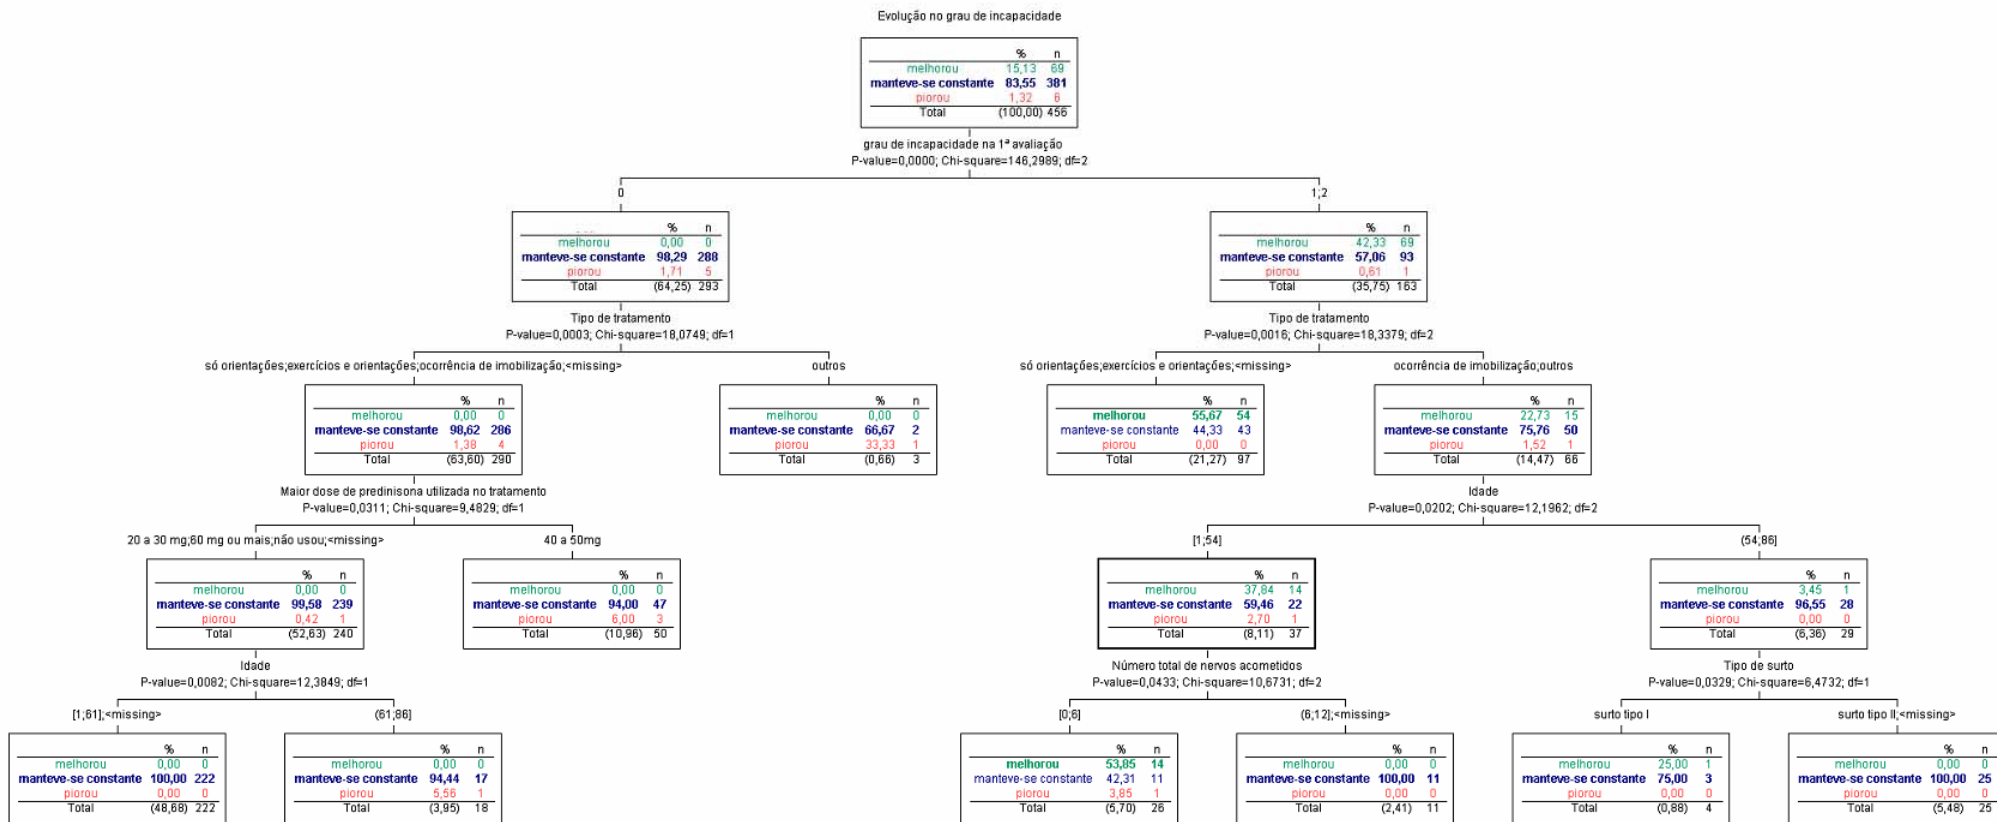 Evolução no grau de incapacidade
% n
melhorou 15,13 69
manteve-se constante 83,55 381
piorou 1,32 6
Total (100,00) 456
grau de incapacidade na 1ª avaliação
P-value=0,0000; Chi-square=146,2989; df=2
0
1;2
% n
melhorou 0,00 0
manteve-se constante 98,29 288
piorou 1,71 5
Total (64,25) 293
% n
melhorou 42,33 69
manteve-se constante 57,06 93
piorou 0,61 1
Total (35,75) 163
Tipo de tratamento
P-value=0,0003; Chi-square=18,0749; df=1
Tipo de tratamento
P-value=0,0016; Chi-square=18,3379; df=2
só orientações;exercícios e orientações;ocorrência de imobilização;<missing>
outros
só orientações;exercícios e orientações;<missing>
ocorrência de imobilização;outros
% n
melhorou 0,00 0
manteve-se constante 98,62 286
piorou 1,38 4
Total (63,60) 290
% n
melhorou 0,00 0
manteve-se constante 66,67 2
piorou 33,33 1
Total (0,66) 3
% n
melhorou 55,67 54
manteve-se constante 44,33 43
piorou 0,00 0
Total (21,27) 97
% n
melhorou 22,73 15
manteve-se constante 75,76 50
piorou 1,52 1
Total (14,47) 66
Maior dose de predinisona utilizada no tratamento
P-value=0,0311; Chi-square=9,4829; df=1
Idade
P-value=0,0202; Chi-square=12,1962; df=2
20 a 30 mg;60 mg ou mais;não usou;<missing>
40 a 50mg
[1;54]
(54;86]
% n
melhorou 0,00 0
manteve-se constante 99,58 239
piorou 0,42 1
Total (52,63) 240
% n
melhorou 0,00 0
manteve-se constante 94,00 47
piorou 6,00 3
Total (10,96) 50
% n
melhorou 37,84 14
manteve-se constante 59,46 22
piorou 2,70 1
Total (8,11) 37
% n
melhorou 3,45 1
manteve-se constante 96,55 28
piorou 0,00 0
Total (6,36) 29
Idade
P-value=0,0082; Chi-square=12,3849; df=1
Número total de nervos acometidos
P-value=0,0433; Chi-square=10,6731; df=2
Tipo de surto
P-value=0,0329; Chi-square=6,4732; df=1
[1;61];<missing>
(61;86]
[0;6]
(6;12];<missing>
surto tipo I
surto tipo II;<missing>
% n
melhorou 0,00 0
manteve-se constante 100,00 222
piorou 0,00 0
Total (48,68) 222
% n
melhorou 0,00 0
manteve-se constante 94,44 17
piorou 5,56 1
Total (3,95) 18
% n
melhorou 53,85 14
manteve-se constante 42,31 11
piorou 3,85 1
Total (5,70) 26
% n
melhorou 0,00 0
manteve-se constante 100,00 11
piorou 0,00 0
Total (2,41) 11
% n
melhorou 25,00 1
manteve-se constante 75,00 3
piorou 0,00 0
Total (0,88) 4
% n
melhorou 0,00 0
manteve-se constante 100,00 25
piorou 0,00 0
Total (5,48) 25